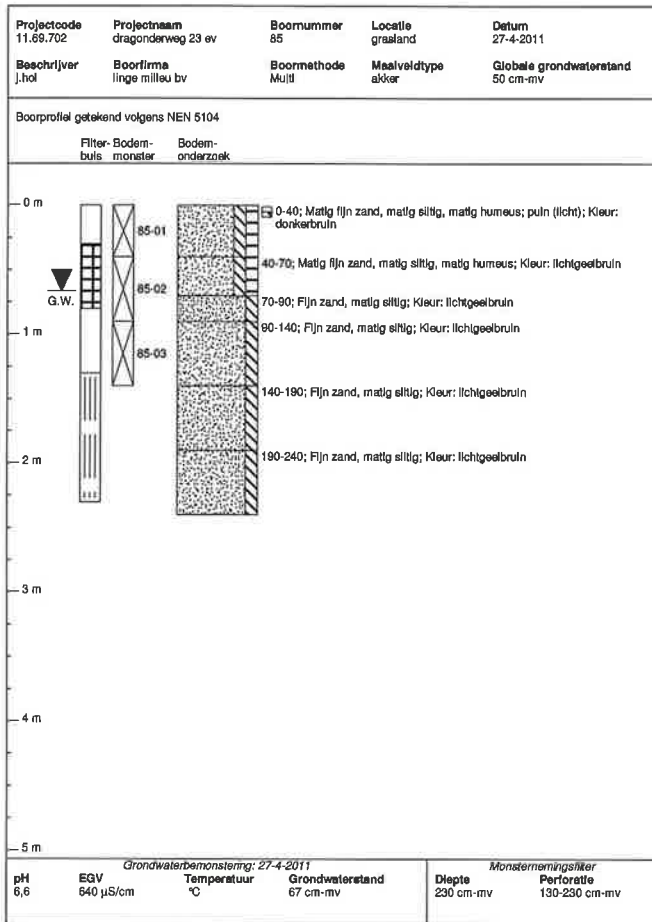 Projectcode Projectnaam Boornummer Locatie Datum
11.69.702 dragonderweg 23 ev 85 grasland 27-4-2011
Beschrijver Boorfirma Boormethode Maaiveldtype Globale grondwaterstand
j.hol linge milieu bv Multi akker 50 cm-mv
Boorprofiel getekend volgens NEN 5104
Filter- Bodem- Bodem-
buis monster onderzoek
0 m
0-40; Matig fijn zand, matig siltig, matig humeus; puin (licht); Kleur:
donkerbruin
85-01
40-70; Matig fijn zand, matig siltig, matig humeus; Kleur: lichtgeelbruin
85-02
G.W.
70-90; Fijn zand, matig siltig; Kleur: lichtgeelbruin
1 m
90-140; Fijn zand, matig siltig; Kleur: lichtgeelbruin
85-03
140-190; Fijn zand, matig siltig; Kleur: lichtgeelbruin
2 m
190-240; Fijn zand, matig siltig; Kleur: lichtgeelbruin
3 m
4 m
5 m
Grondwaterbemonstering: 27-4-2011 Monsternemingsfilter
pH EGV Temperatuur Grondwaterstand Diepte Perforatie
6,6 640 µS/cm °C 67 cm-mv 230 cm-mv 130-230 cm-mv